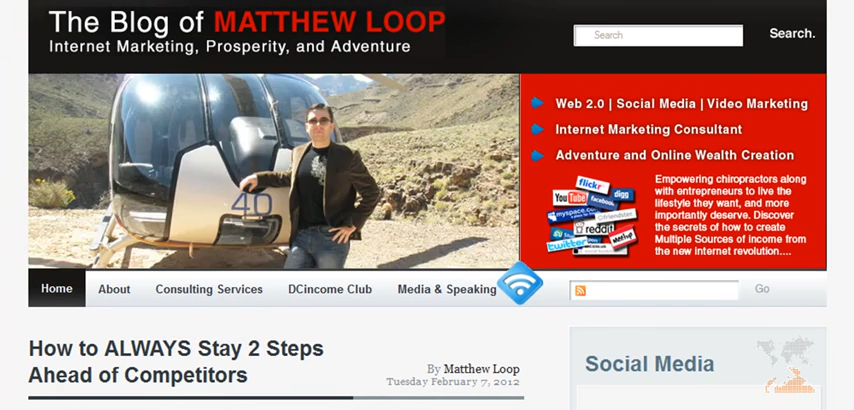 The Blog of MATTHEW LOOP
Internet Marketing, Prosperity, and Adventure
Search
Search.
40
Web 2.0 | Social Media | Video Marketing
Internet Marketing Consultant
Adventure and Online Wealth Creation
flickr
digg
YouTube
facebook
myspace.com
friendster
reddit
twitter
meetup
Empowering chiropractors along
with entrepreneurs to live the
lifestyle they want, and more
importantly deserve. Discover
the secrets of how to create
Multiple Sources of income from
the new internet revolution....
Home
About
Consulting Services
DCincome Club
Media & Speaking
Go
How to ALWAYS Stay 2 Steps
Ahead of Competitors
By Matthew Loop
Tuesday February 7, 2012
Social Media